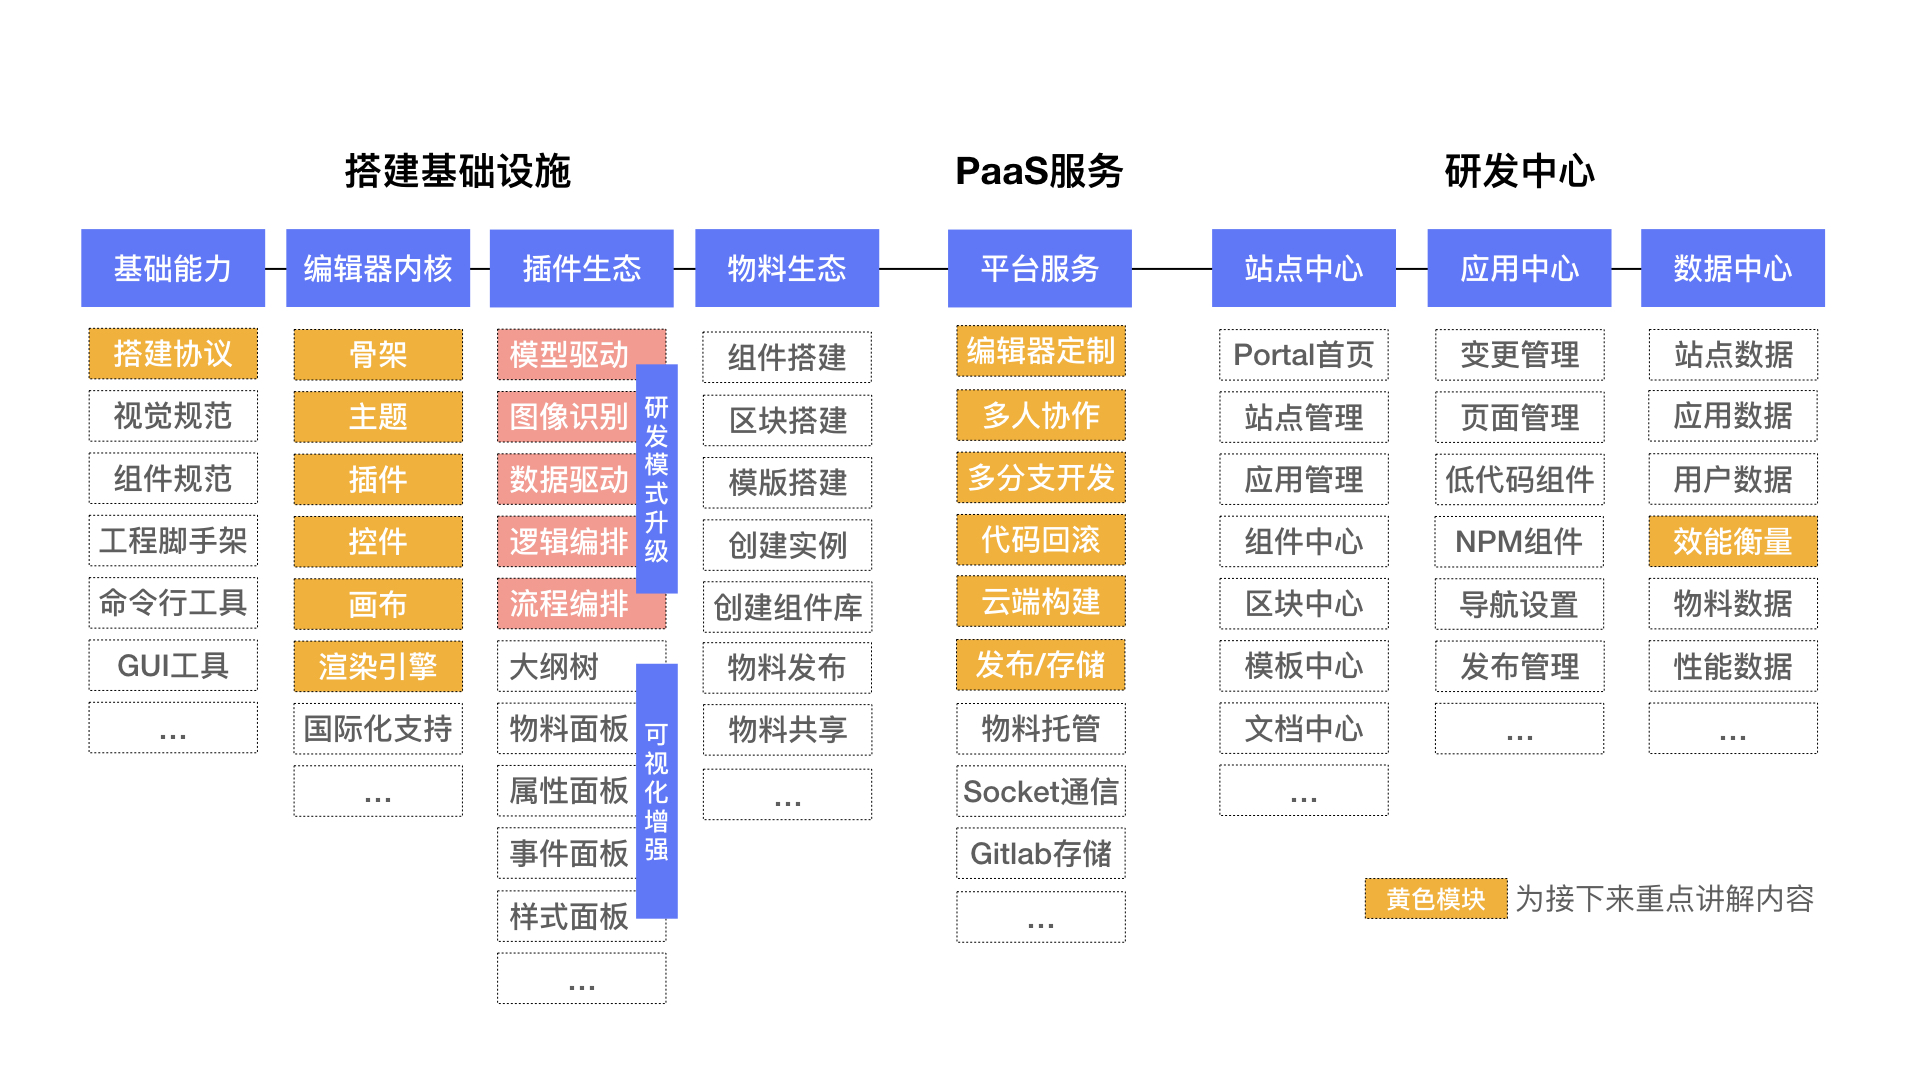 搭建基础设施
PaaS服务
研发中心
基础能力
编辑器内核
插件生态
物料生态
平台服务
站点中心
应用中心
数据中心
搭建协议
视觉规范
组件规范
工程脚手架
命令行工具
GUI工具
...
骨架
主题
插件
控件
画布
渲染引擎
国际化支持
...
模型驱动
图像识别
数据驱动
逻辑编排
流程编排
研发模式升级
大纲树
物料面板
属性面板
事件面板
样式面板
...
可视化增强
组件搭建
区块搭建
模版搭建
创建实例
创建组件库
物料发布
物料共享
...
编辑器定制
多人协作
多分支开发
代码回滚
云端构建
发布/存储
物料托管
Socket通信
Gitlab存储
...
Portal首页
站点管理
应用管理
组件中心
区块中心
模板中心
文档中心
...
变更管理
页面管理
低代码组件
NPM组件
导航设置
发布管理
...
站点数据
应用数据
用户数据
效能衡量
物料数据
性能数据
...
黄色模块 为接下来重点讲解内容